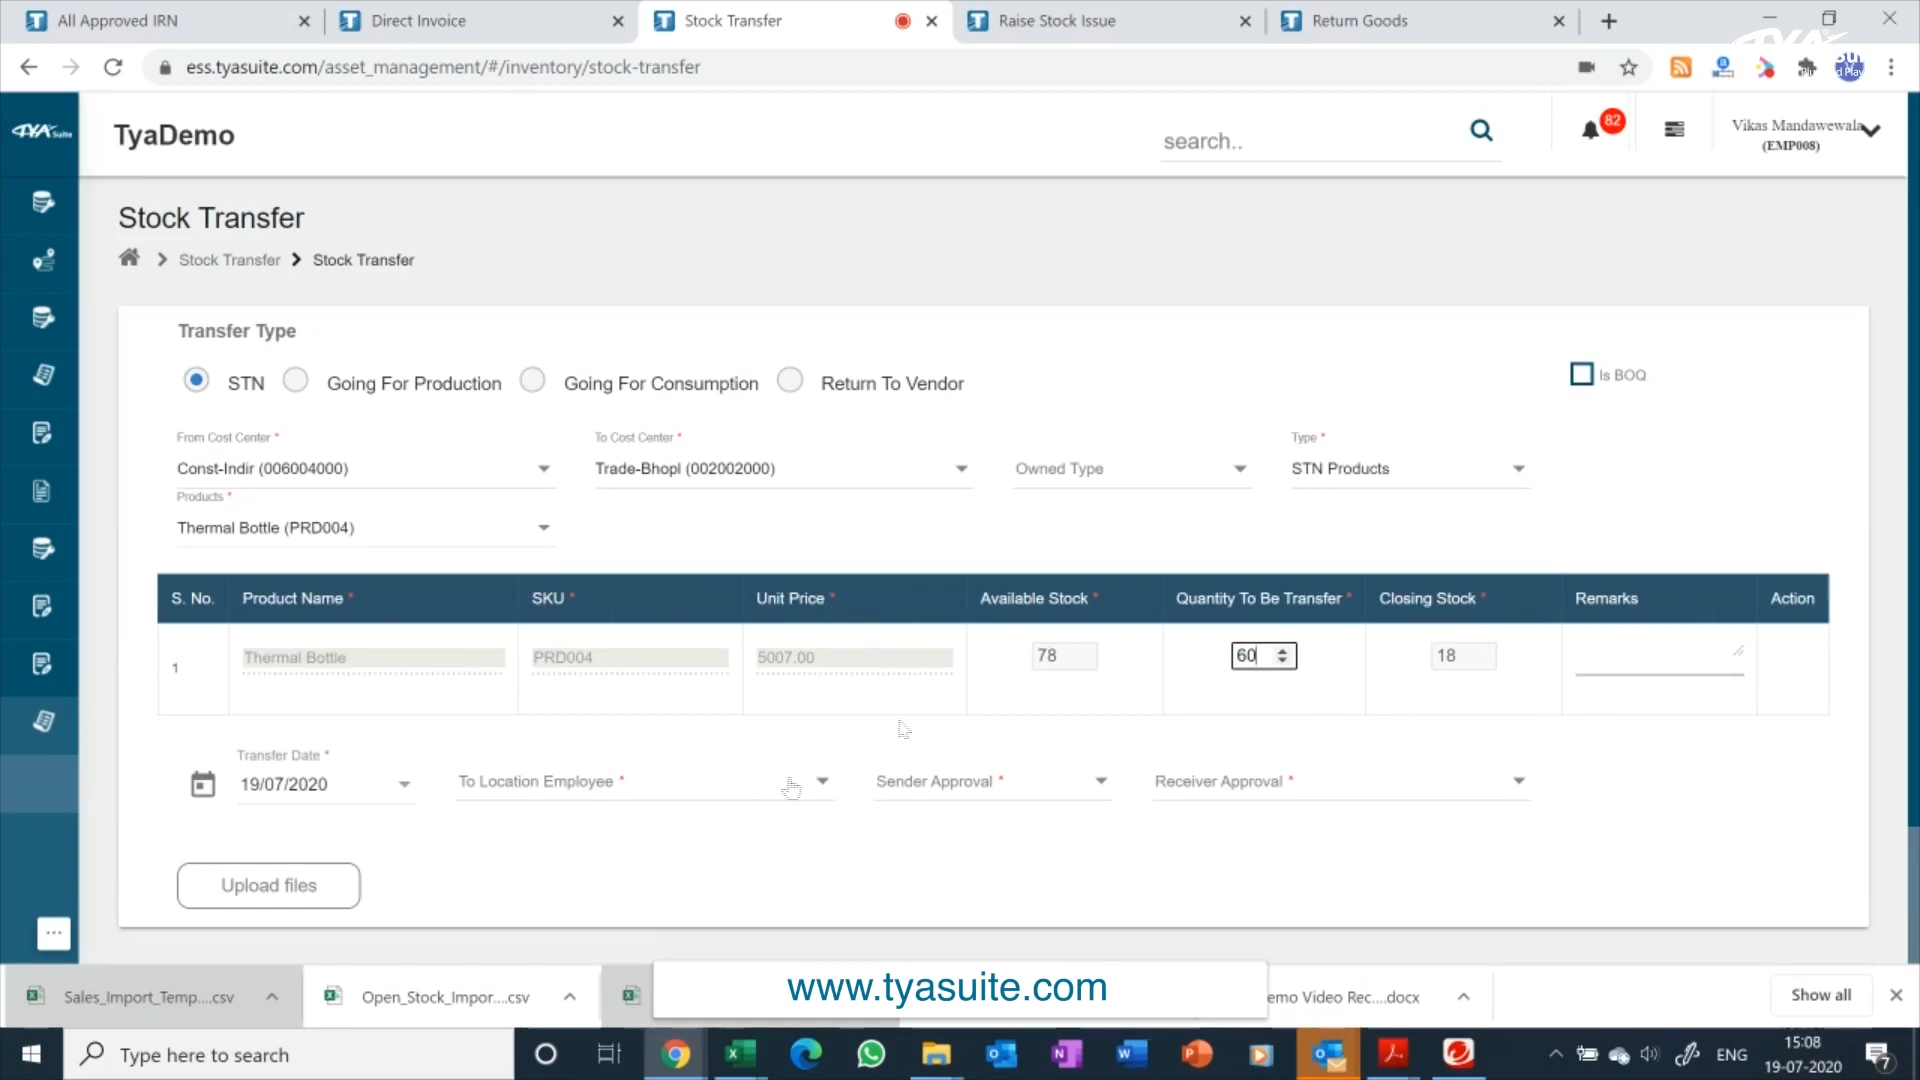 All Approved IRN
Direct Invoice
Stock Transfer
Raise Stock Issue
Return Goods
ess.tyasuite.com/asset_management/#/inventory/stock-transfer
TYA Suite
TyaDemo
search..
82
Vikas Mandawewala
(EMP008)
Stock Transfer
Stock Transfer
Stock Transfer
Transfer Type
STN
Going For Production
Going For Consumption
Return To Vendor
Is BOQ
From Cost Center *
To Cost Center *
Type *
Const-Indir (006004000)
Trade-Bhopl (002002000)
Owned Type
STN Products
Products *
Thermal Bottle (PRD004)
S. No.
Product Name *
SKU *
Unit Price *
Available Stock *
Quantity To Be Transfer *
Closing Stock *
Remarks
Action
1
Thermal Bottle
PRD004
5007.00
78
60
18
Transfer Date *
19/07/2020
To Location Employee *
Sender Approval *
Receiver Approval *
Upload files
...
Sales_Import_Temp....csv
Open_Stock_Impor....csv
www.tyasuite.com
emo Video Rec....docx
Show all
Type here to search
ENG
15:08
19-07-2020
7